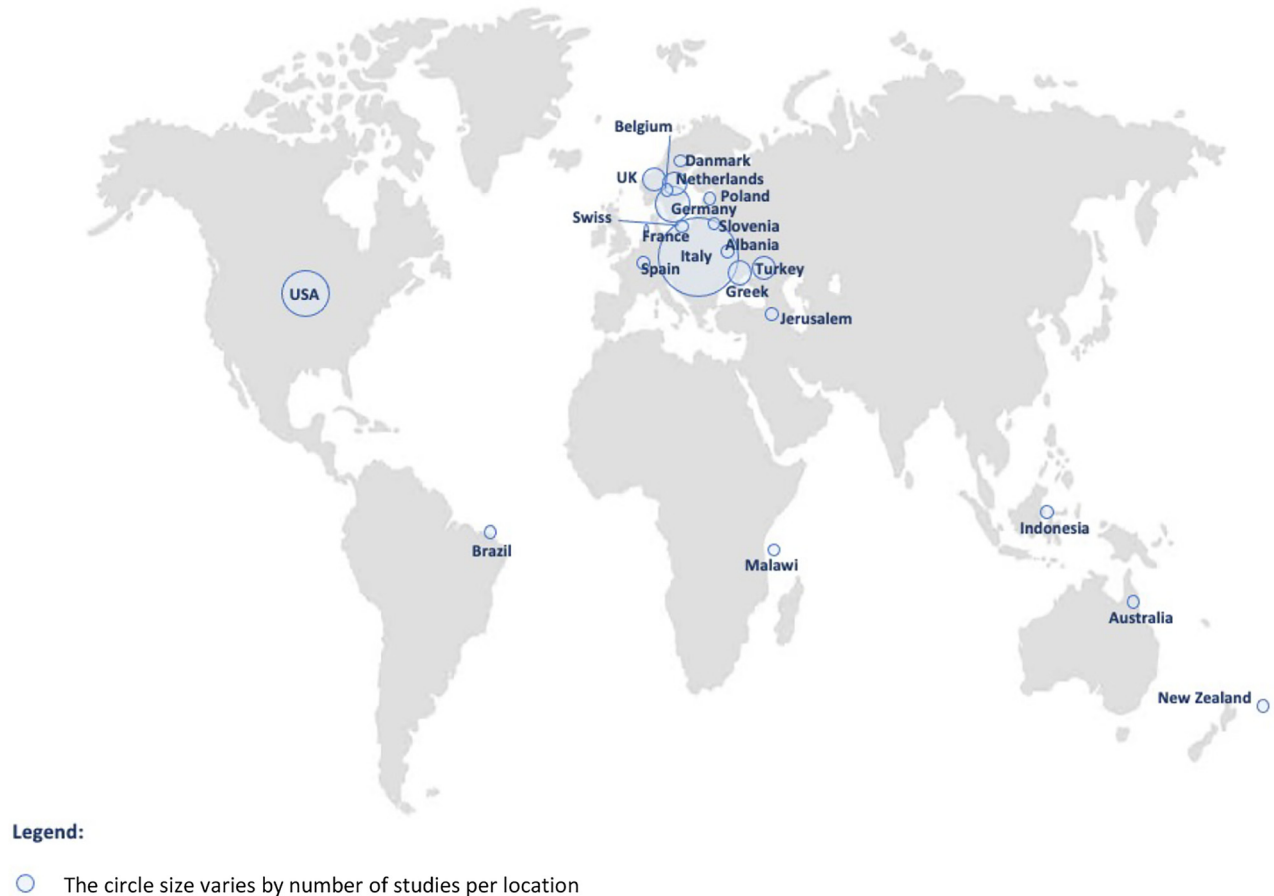 Belgium
Danmark
UK
Netherlands
Poland
Swiss
Germany
Slovenia
France
Albania
Italy
Spain
Turkey
Greek
USA
Jerusalem
Brazil
Indonesia
Malawi
Australia
New Zealand
Legend:
The circle size varies by number of studies per location